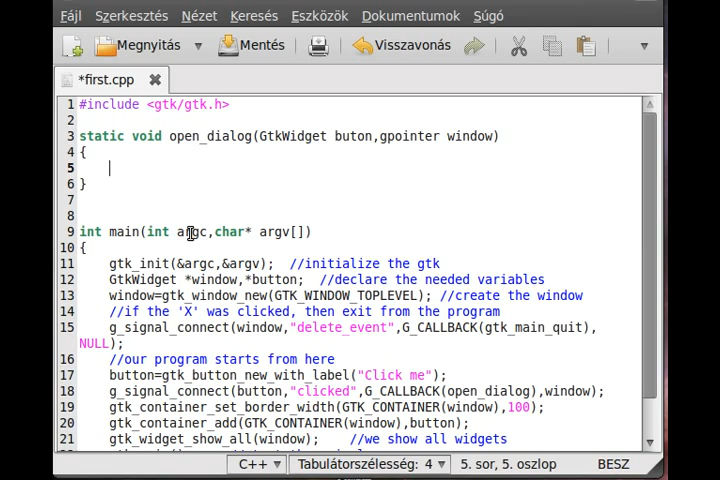 Fájl Szerkesztés Nézet Keresés Eszközök Dokumentumok Súgó
Megnyitás Mentés Visszavonás
*first.cpp
1 #include <gtk/gtk.h>
2
3 static void open_dialog(GtkWidget buton,gpointer window)
4 {
5
6 }
7
8
9 int main(int argc,char* argv[])
10 {
11 gtk_init(&argc,&argv); //initialize the gtk
12 GtkWidget *window,*button; //declare the needed variables
13 window=gtk_window_new(GTK_WINDOW_TOPLEVEL); //create the window
14 //if the 'X' was clicked, then exit from the program
15 g_signal_connect(window,"delete_event",G_CALLBACK(gtk_main_quit),
NULL);
16 //our program starts from here
17 button=gtk_button_new_with_label("Click me");
18 g_signal_connect(button,"clicked",G_CALLBACK(open_dialog),window);
19 gtk_container_set_border_width(GTK_CONTAINER(window),100);
20 gtk_container_add(GTK_CONTAINER(window),button);
21 gtk_widget_show_all(window); //we show all widgets
C++ Tabulátorszélesség: 4 5. sor, 5. oszlop BESZ